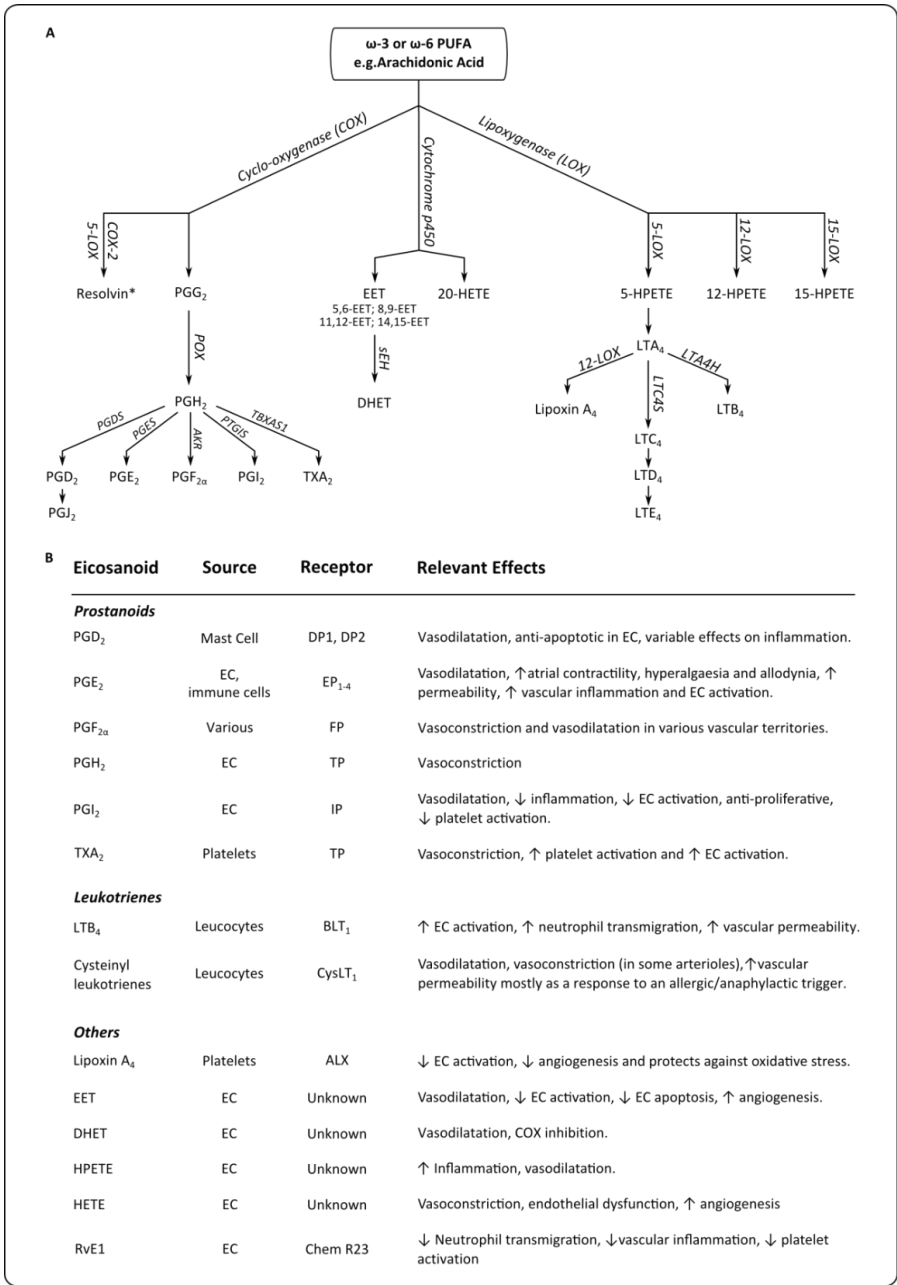 A
ω-3 or ω-6 PUFA
e.g.Arachidonic Acid
Cyclo-oxygenase (COX)
Cytochrome p450
Lipoxygenase (LOX)
5-LOX
COX-2
5-LOX
12-LOX
15-LOX
Resolvin*
PGG2
EET
5,6-EET; 8,9-EET
11,12-EET; 14,15-EET
20-HETE
5-HPETE
12-HPETE
15-HPETE
POX
sEH
LTA4
12-LOX
LTC4S
LTA4H
PGH2
DHET
Lipoxin A4
LTB4
PGDS
PGES
AKR
PTGIS
TBXAS1
LTC4
PGD2
PGE2
PGF2α
PGI2
TXA2
LTD4
PGJ2
LTE4
B
Eicosanoid Source Receptor Relevant Effects
Prostanoids
PGD2 Mast Cell DP1, DP2 Vasodilatation, anti-apoptotic in EC, variable effects on inflammation.
PGE2 EC, immune cells EP1-4 Vasodilatation, ↑atrial contractility, hyperalgaesia and allodynia, ↑
permeability, ↑ vascular inflammation and EC activation.
PGF2α Various FP Vasoconstriction and vasodilatation in various vascular territories.
PGH2 EC TP Vasoconstriction
PGI2 EC IP Vasodilatation, ↓ inflammation, ↓ EC activation, anti-proliferative,
↓ platelet activation.
TXA2 Platelets TP Vasoconstriction, ↑ platelet activation and ↑ EC activation.
Leukotrienes
LTB4 Leucocytes BLT1 ↑ EC activation, ↑ neutrophil transmigration, ↑ vascular permeability.
Cysteinyl leukotrienes Leucocytes CysLT1 Vasodilatation, vasoconstriction (in some arterioles),↑vascular
permeability mostly as a response to an allergic/anaphylactic trigger.
Others
Lipoxin A4 Platelets ALX ↓ EC activation, ↓ angiogenesis and protects against oxidative stress.
EET EC Unknown Vasodilatation, ↓ EC activation, ↓ EC apoptosis, ↑ angiogenesis.
DHET EC Unknown Vasodilatation, COX inhibition.
HPETE EC Unknown ↑ Inflammation, vasodilatation.
HETE EC Unknown Vasoconstriction, endothelial dysfunction, ↑ angiogenesis
RvE1 EC Chem R23 ↓ Neutrophil transmigration, ↓vascular inflammation, ↓ platelet
activation